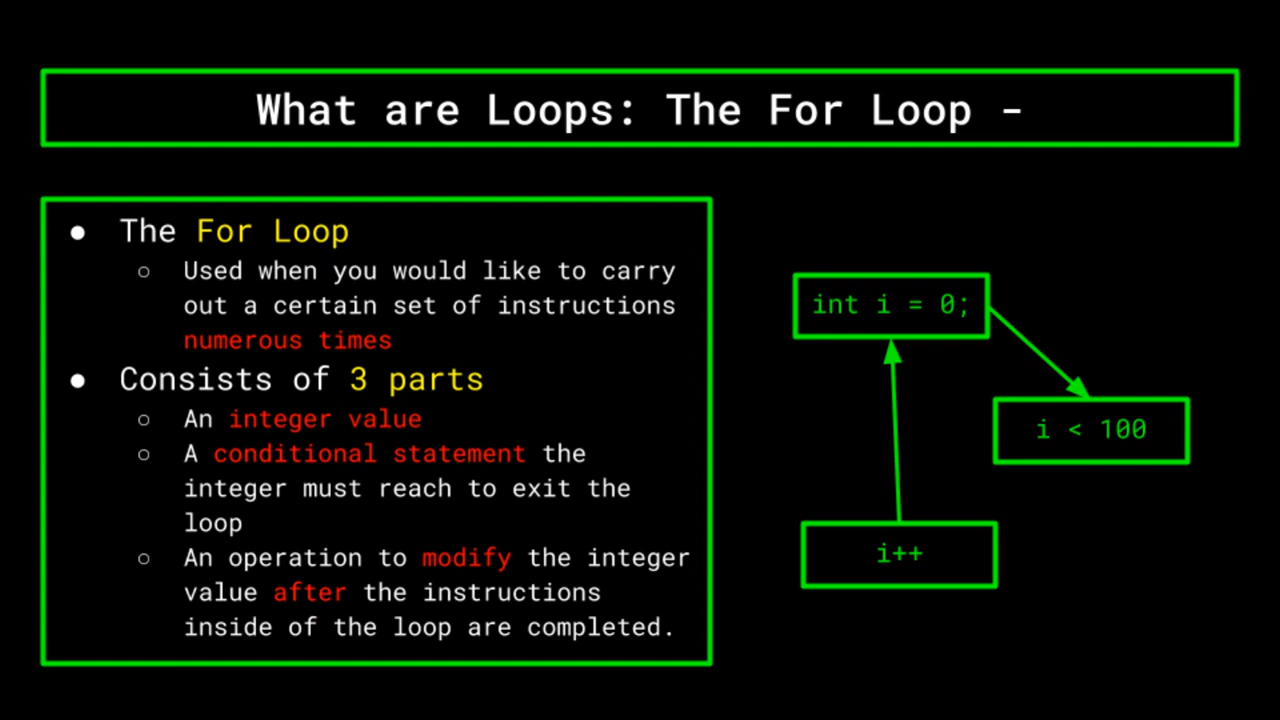 What are Loops: The For Loop -
● The For Loop
○ Used when you would like to carry
out a certain set of instructions
numerous times
● Consists of 3 parts
○ An integer value
○ A conditional statement the
integer must reach to exit the
loop
○ An operation to modify the integer
value after the instructions
inside of the loop are completed.
int i = 0;
i < 100
i++